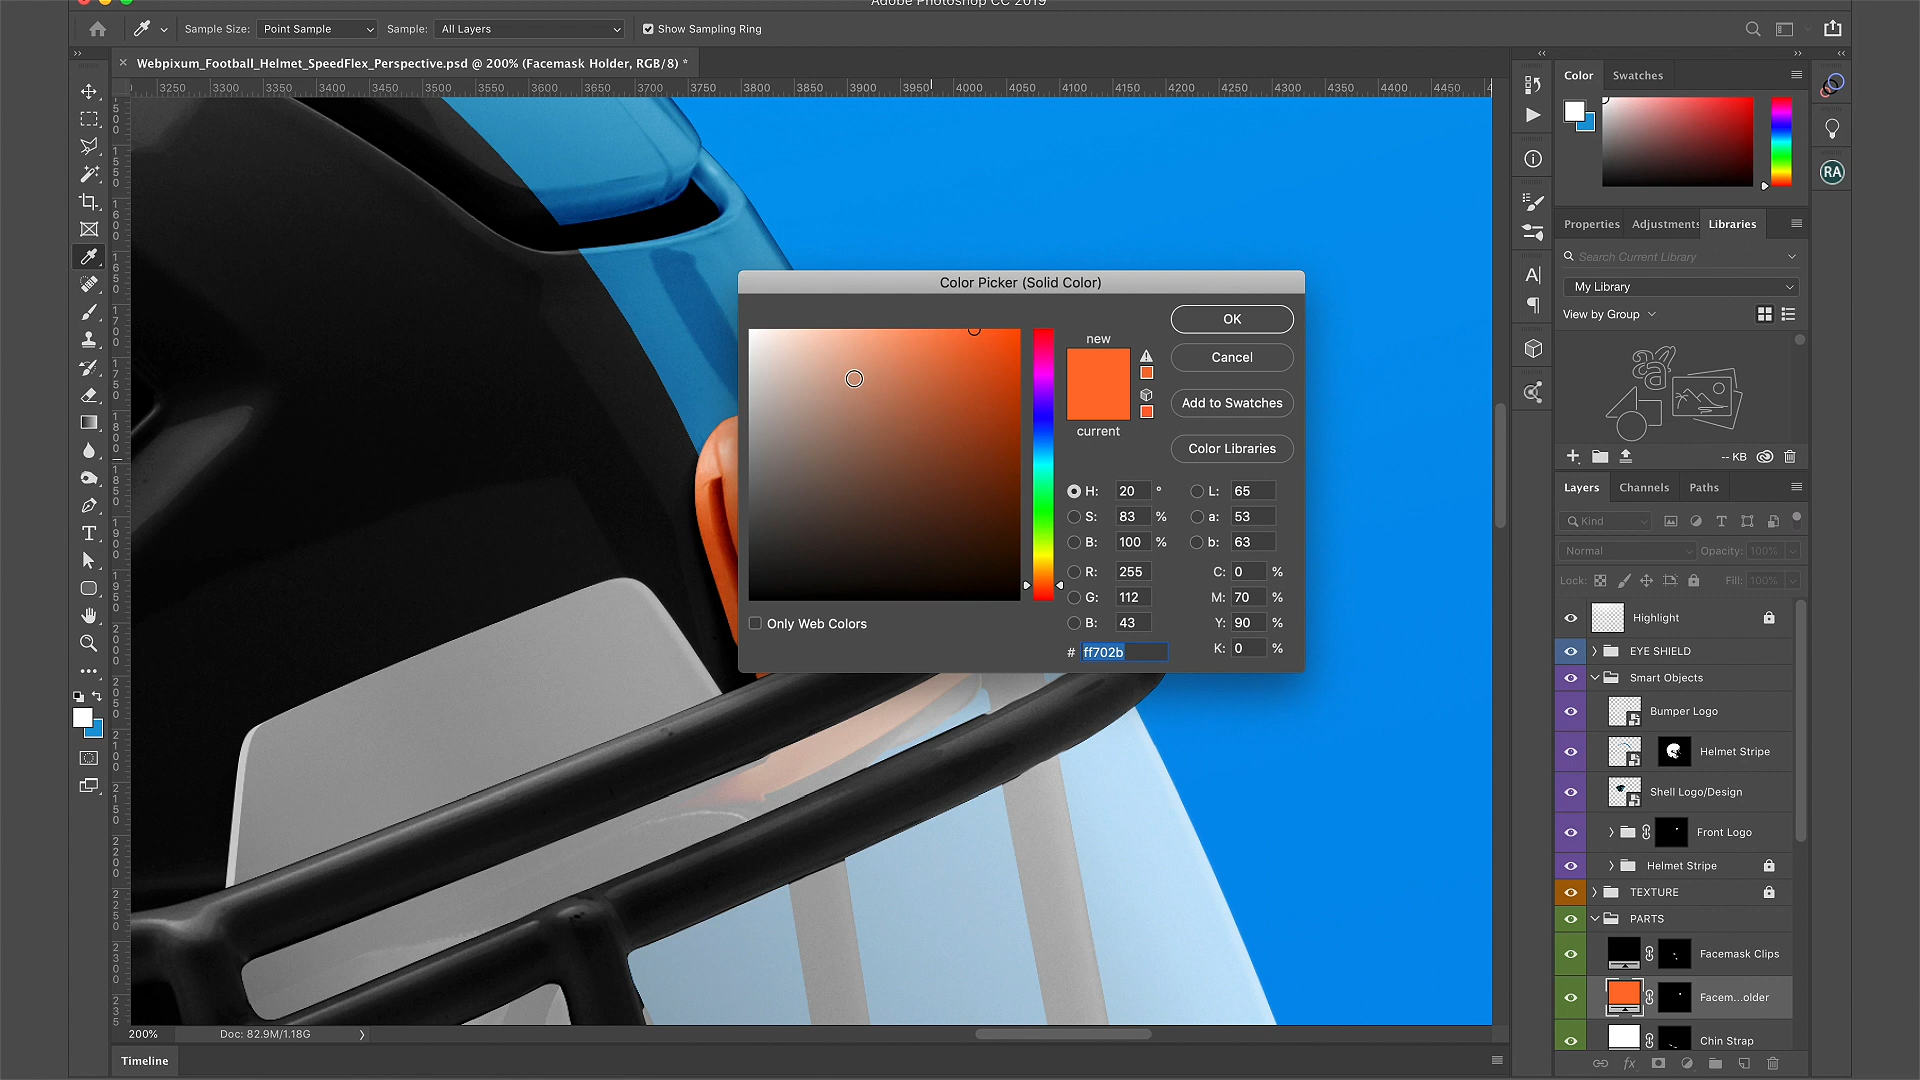 Adobe Photoshop CC 2019
Sample Size: Point Sample Sample: All Layers Show Sampling Ring
Webpixum_Football_Helmet_SpeedFlex_Perspective.psd @ 200% (Facemask Holder, RGB/8) *
3250 3300 3350 3400 3450 3500 3550 3600 3650 3700 3750 3800 3850 3900 3950 4000 4050 4100 4150 4200 4250 4300 4350 4400 4450
Color Swatches
RA
Properties Adjustments Libraries
Search Current Library
My Library
View by Group
-- KB
Color Picker (Solid Color)
new
current
OK
Cancel
Add to Swatches
Color Libraries
H: 20 ° L: 65
S: 83 % a: 53
B: 100 % b: 63
R: 255 C: 0 %
G: 112 M: 70 %
B: 43 Y: 90 %
# ff702b K: 0 %
Only Web Colors
Layers Channels Paths
Kind
Normal Opacity: 100%
Lock: Fill: 100%
Highlight
EYE SHIELD
Smart Objects
Bumper Logo
Helmet Stripe
Shell Logo/Design
Front Logo
Helmet Stripe
TEXTURE
PARTS
Facemask Clips
Facem...older
Chin Strap
fx
200% Doc: 82.9M/1.18G
Timeline